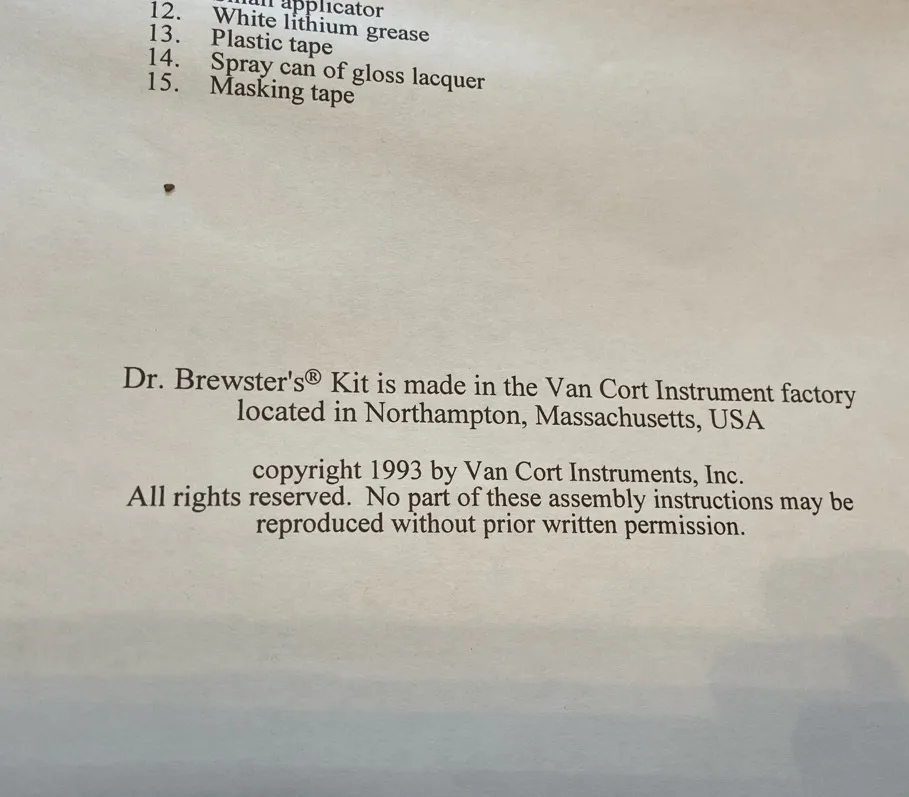 applicator
12. White lithium grease
13. Plastic tape
14. Spray can of gloss lacquer
15. Masking tape
Dr. Brewster's® Kit is made in the Van Cort Instrument factory
located in Northampton, Massachusetts, USA
copyright 1993 by Van Cort Instruments, Inc.
All rights reserved. No part of these assembly instructions may be
reproduced without prior written permission.